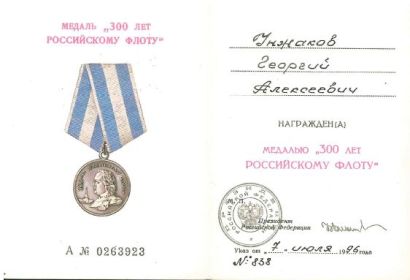 МЕДАЛЬ „300 ЛЕТ
РОССИЙСКОМУ ФЛОТУ“
А № 0263923
Инжаков
Георгий
Алексеевич
НАГРАЖДЕН(А)
МЕДАЛЬЮ „300 ЛЕТ
РОССИЙСКОМУ ФЛОТУ“
М. П.
Президент
Российской Федерации
Указ от „7“ июля 1996 года
№ 838